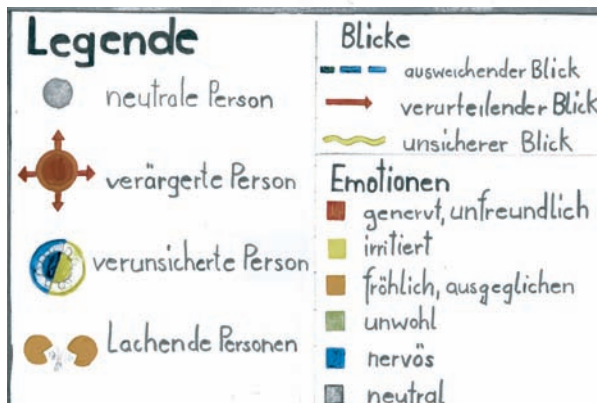 Legende
neutrale Person
verärgerte Person
verunsicherte Person
Lachende Personen
Blicke
ausweichender Blick
verurteilender Blick
unsicherer Blick
Emotionen
genervt, unfreundlich
irritiert
fröhlich, ausgeglichen
unwohl
nervös
neutral